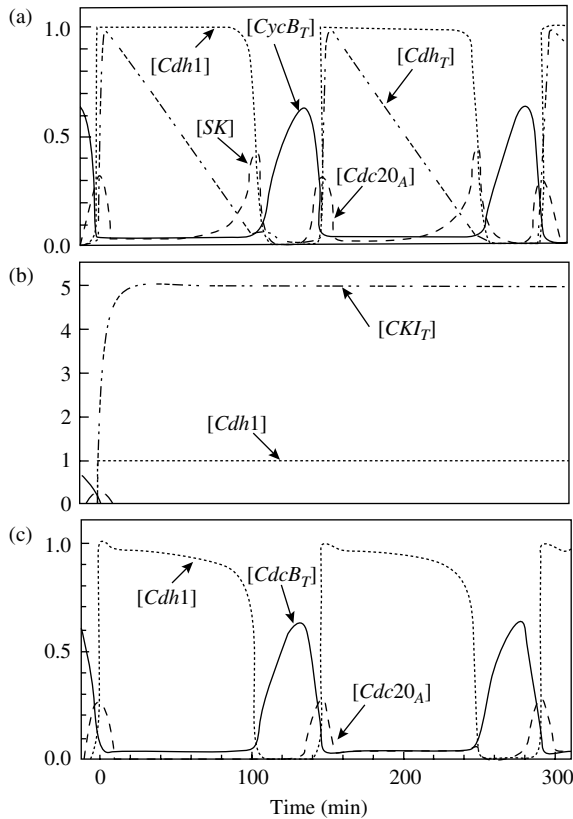 (a)
1.0
[CycB_T]
[Cdh1]
[Cdh_T]
[SK]
0.5
[Cdc20_A]
0.0
(b)
5
[CKI_T]
4
3
2
[Cdh1]
1
0
(c)
1.0
[CdcB_T]
[Cdh1]
0.5
[Cdc20_A]
0.0
0 100 200 300
Time (min)